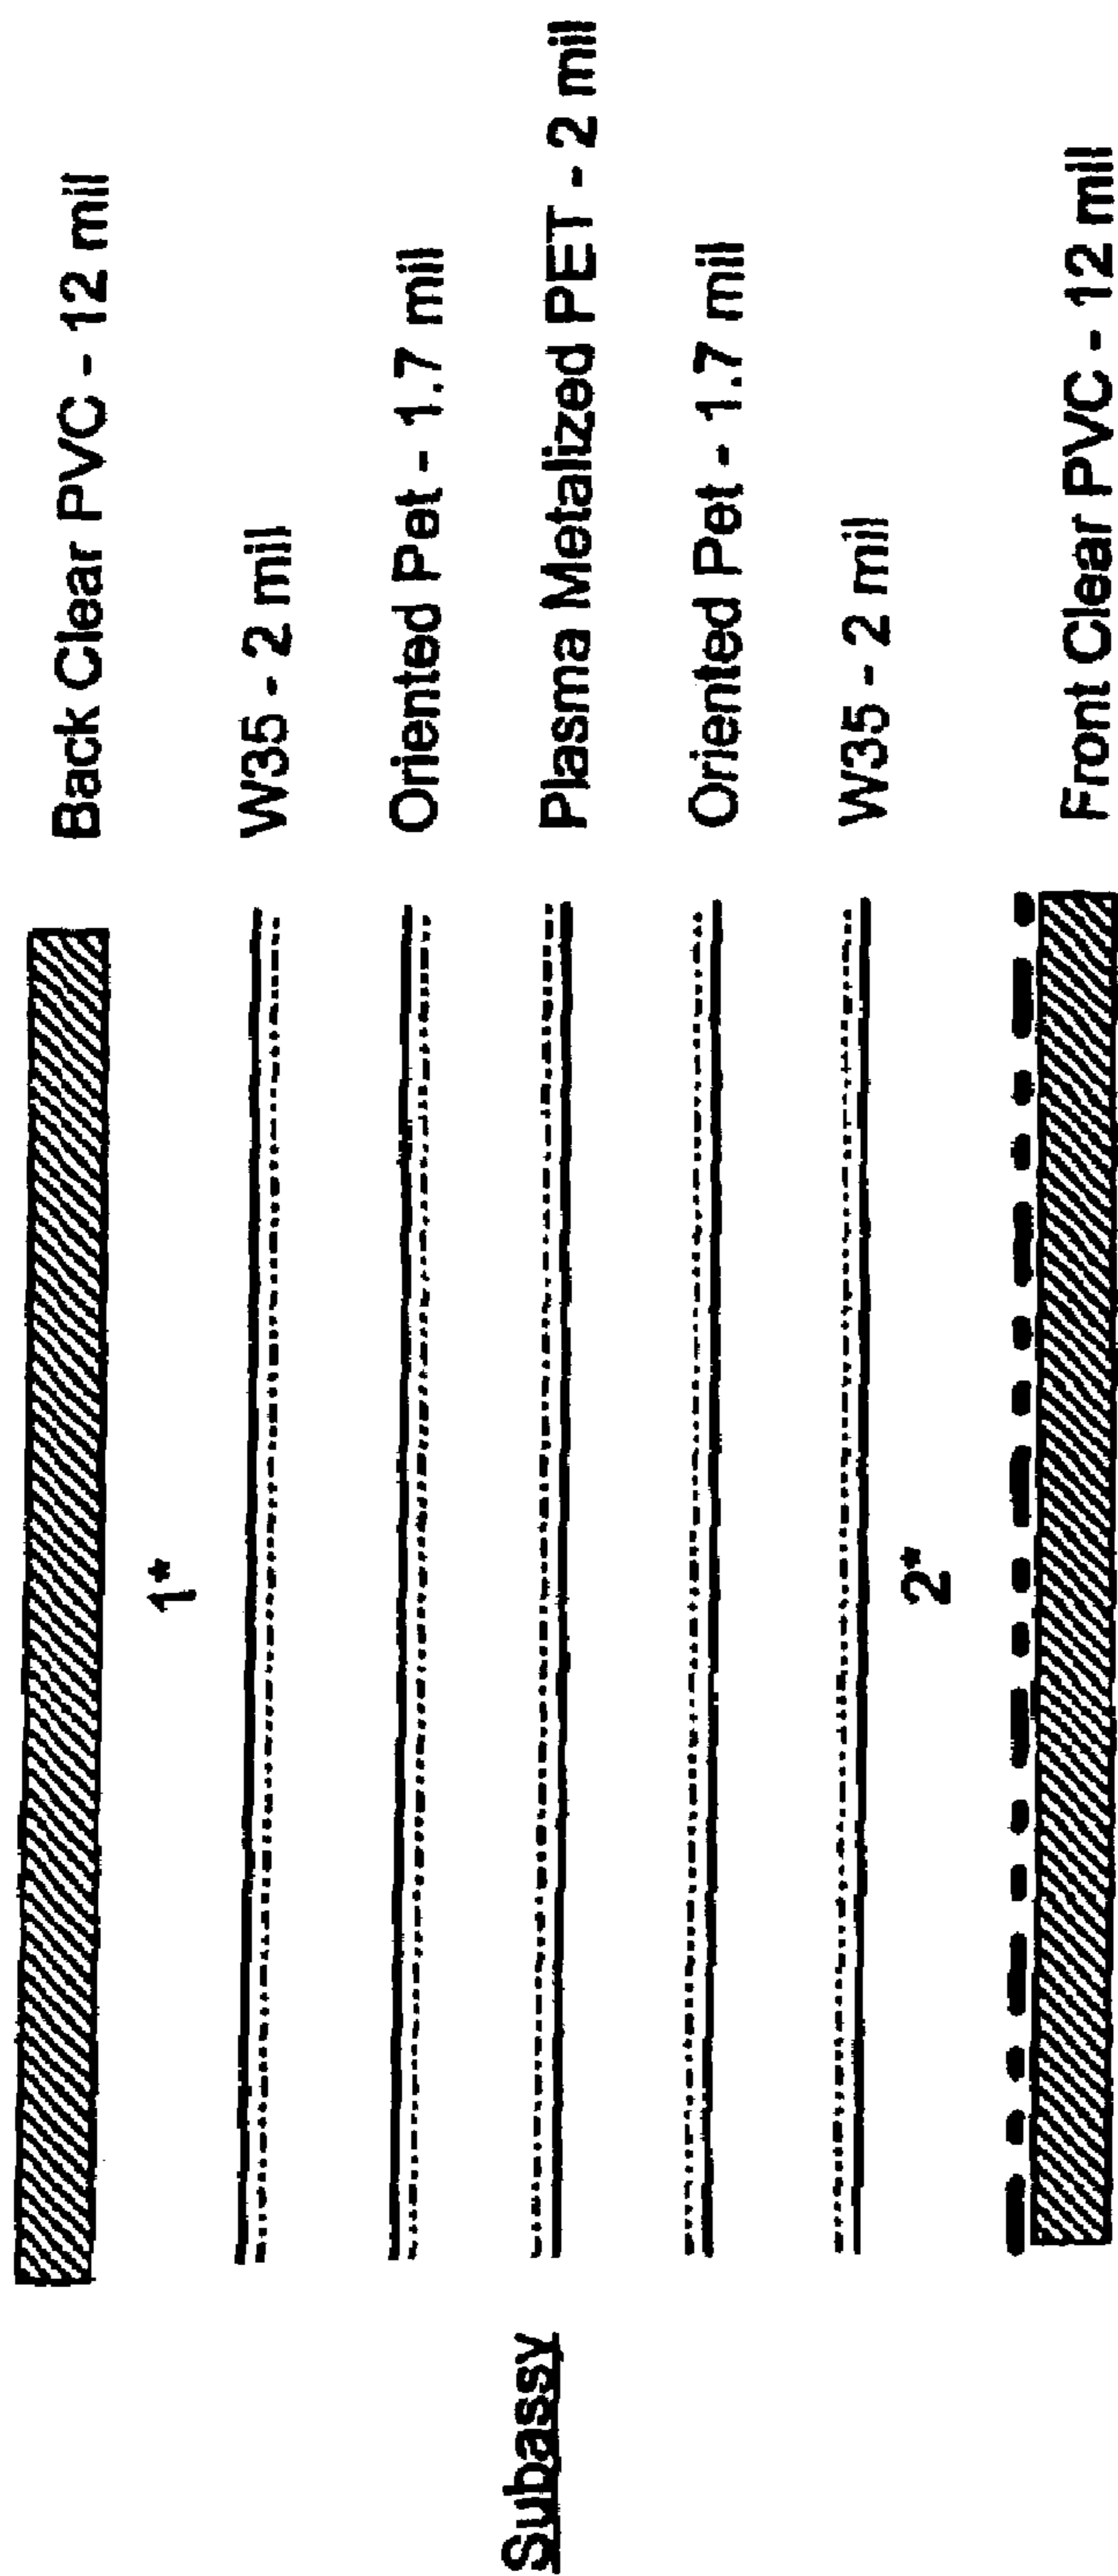 Back Clear PVC - 12 mil
1*
W35 - 2 mil
Oriented Pet - 1.7 mil
Subassy
Plasma Metalized PET - 2 mil
Oriented Pet - 1.7 mil
W35 - 2 mil
2*
Front Clear PVC - 12 mil